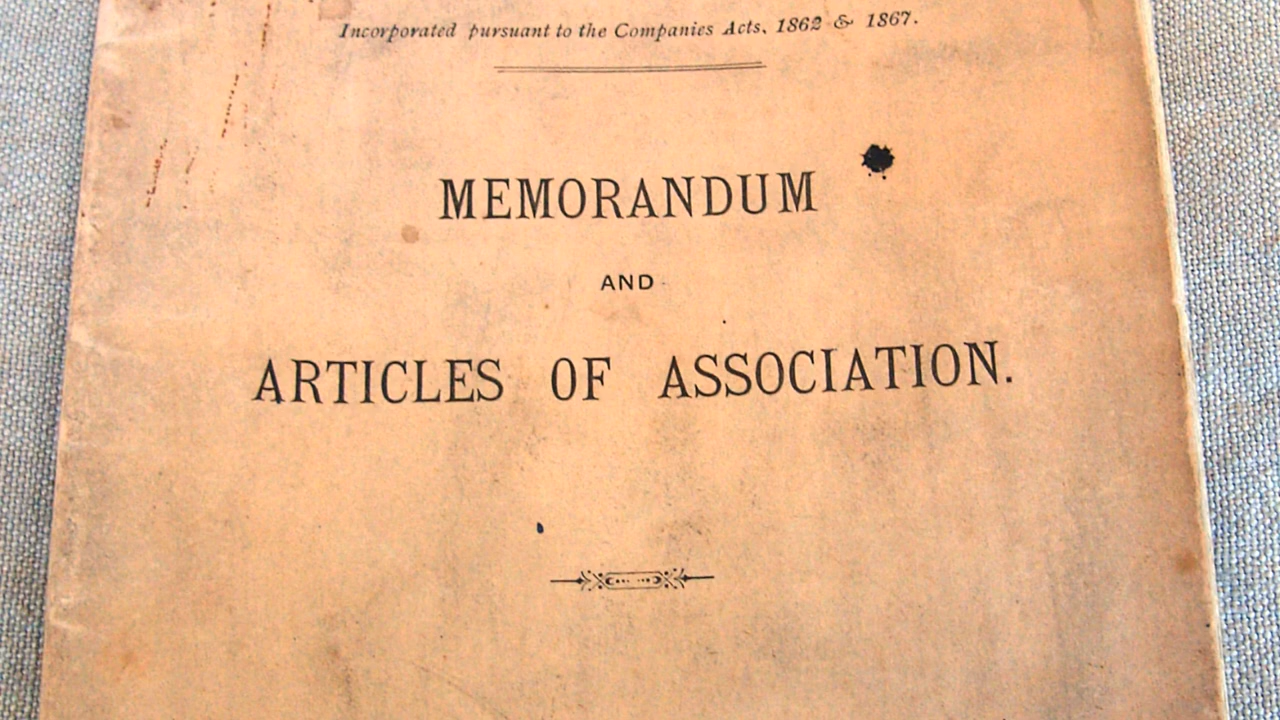 Incorporated pursuant to the Companies Acts, 1862 & 1867.
MEMORANDUM
AND
ARTICLES OF ASSOCIATION.